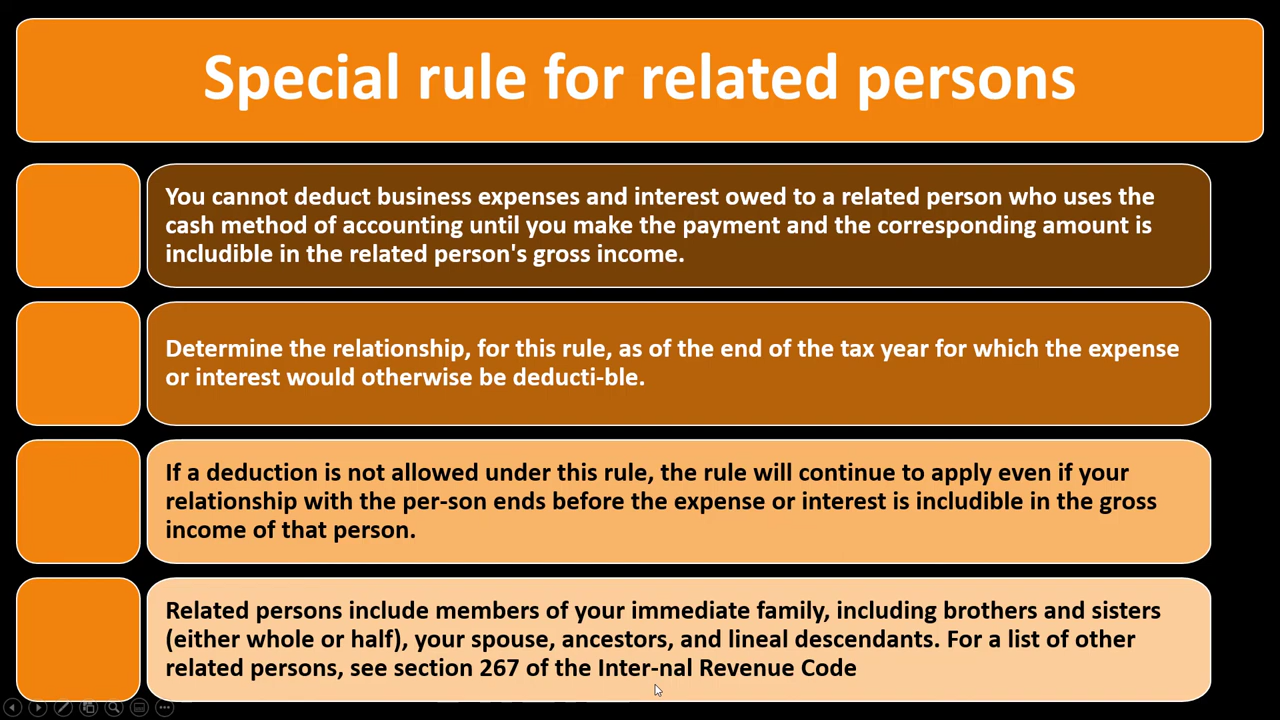 Special rule for related persons
You cannot deduct business expenses and interest owed to a related person who uses the
cash method of accounting until you make the payment and the corresponding amount is
includible in the related person's gross income.
Determine the relationship, for this rule, as of the end of the tax year for which the expense
or interest would otherwise be deducti-ble.
If a deduction is not allowed under this rule, the rule will continue to apply even if your
relationship with the per-son ends before the expense or interest is includible in the gross
income of that person.
Related persons include members of your immediate family, including brothers and sisters
(either whole or half), your spouse, ancestors, and lineal descendants. For a list of other
related persons, see section 267 of the Inter-nal Revenue Code